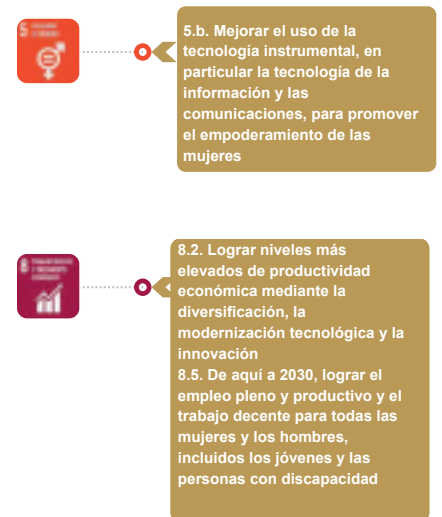 5
5.b. Mejorar el uso de la
tecnología instrumental, en
particular la tecnología de la
información y las
comunicaciones, para promover
el empoderamiento de las
mujeres
8
8.2. Lograr niveles más
elevados de productividad
económica mediante la
diversificación, la
modernización tecnológica y la
innovación
8.5. De aquí a 2030, lograr el
empleo pleno y productivo y el
trabajo decente para todas las
mujeres y los hombres,
incluidos los jóvenes y las
personas con discapacidad